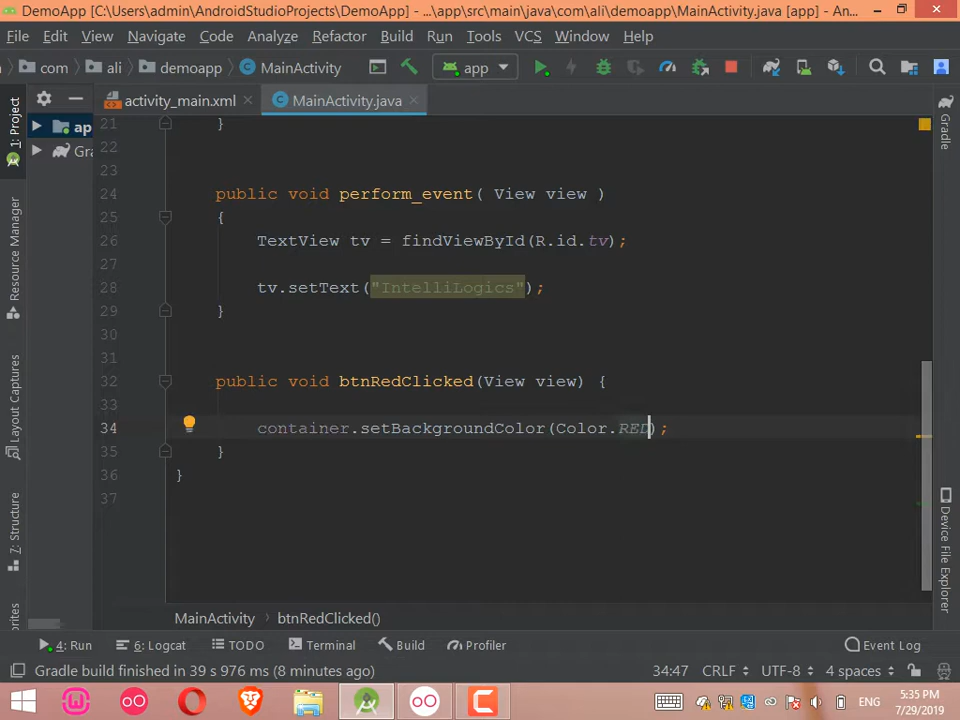 DemoApp [C:\Users\admin\AndroidStudioProjects\DemoApp] - ...\app\src\main\java\com\ali\demoapp\MainActivity.java [app] - An...
File Edit View Navigate Code Analyze Refactor Build Run Tools VCS Window Help
com ali demoapp MainActivity app
activity_main.xml MainActivity.java
1: Project
Resource Manager
Layout Captures
7: Structure
ap
Gra
21 }
22
23
24 public void perform_event( View view )
25 {
26 TextView tv = findViewById(R.id.tv);
27
28 tv.setText("IntelliLogics");
29 }
30
31
32 public void btnRedClicked(View view) {
33
34 container.setBackgroundColor(Color.RED);
35 }
36 }
37
Gradle
Device File Explorer
MainActivity btnRedClicked()
4: Run 6: Logcat TODO Terminal Build Profiler Event Log
Gradle build finished in 39 s 976 ms (8 minutes ago) 34:47 CRLF UTF-8 4 spaces
ENG
5:35 PM
7/29/2019